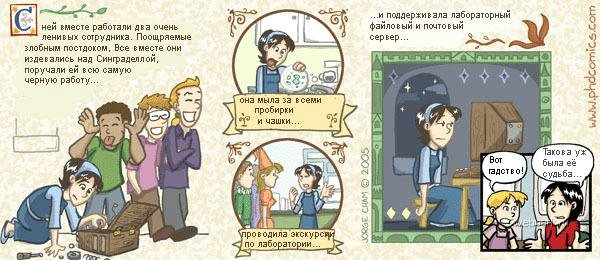 С ней вместе работали два очень
ленивых сотрудника. Поощряемые
злобным постдоком, Все вместе они
издевались над Синграделлой,
поручали ей всю самую
черную работу...
она мыла за всеми
пробирки
и чашки...
проводила экскурсии
по лаборатории...
...и поддерживала лабораторный
файловый и почтовый
сервер...
Вот
гадство!
Такова уж
была её
судьба...
JORGE CHAM © 2005
www.phdcomics.com